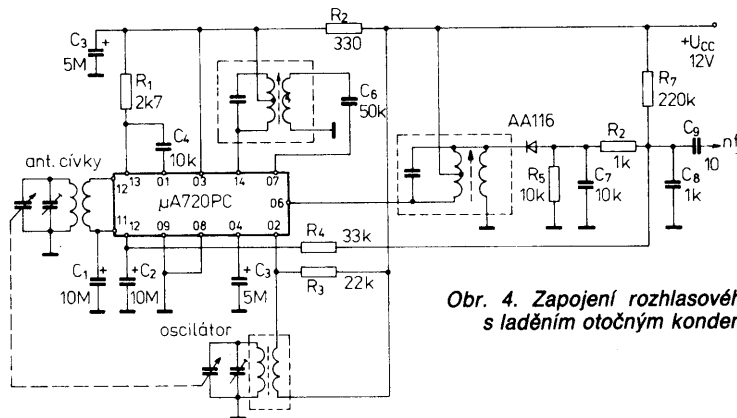 C3 +
5M
R2
330
+UCC
12V
R1
2k7
C4
10k
C6
50k
R7
220k
AA116
R2
1k
C9
10
nf
ant. cívky
12 13 01 03 14 07
µA720PC
06
11 12 09 08 04 02
R5
10k
C7
10k
C8
1k
C1 +
10M
+ C2
10M
+ C3
5M
R4
33k
R3
22k
oscilátor
Obr. 4. Zapojení rozhlasovéh
s laděním otočným konden